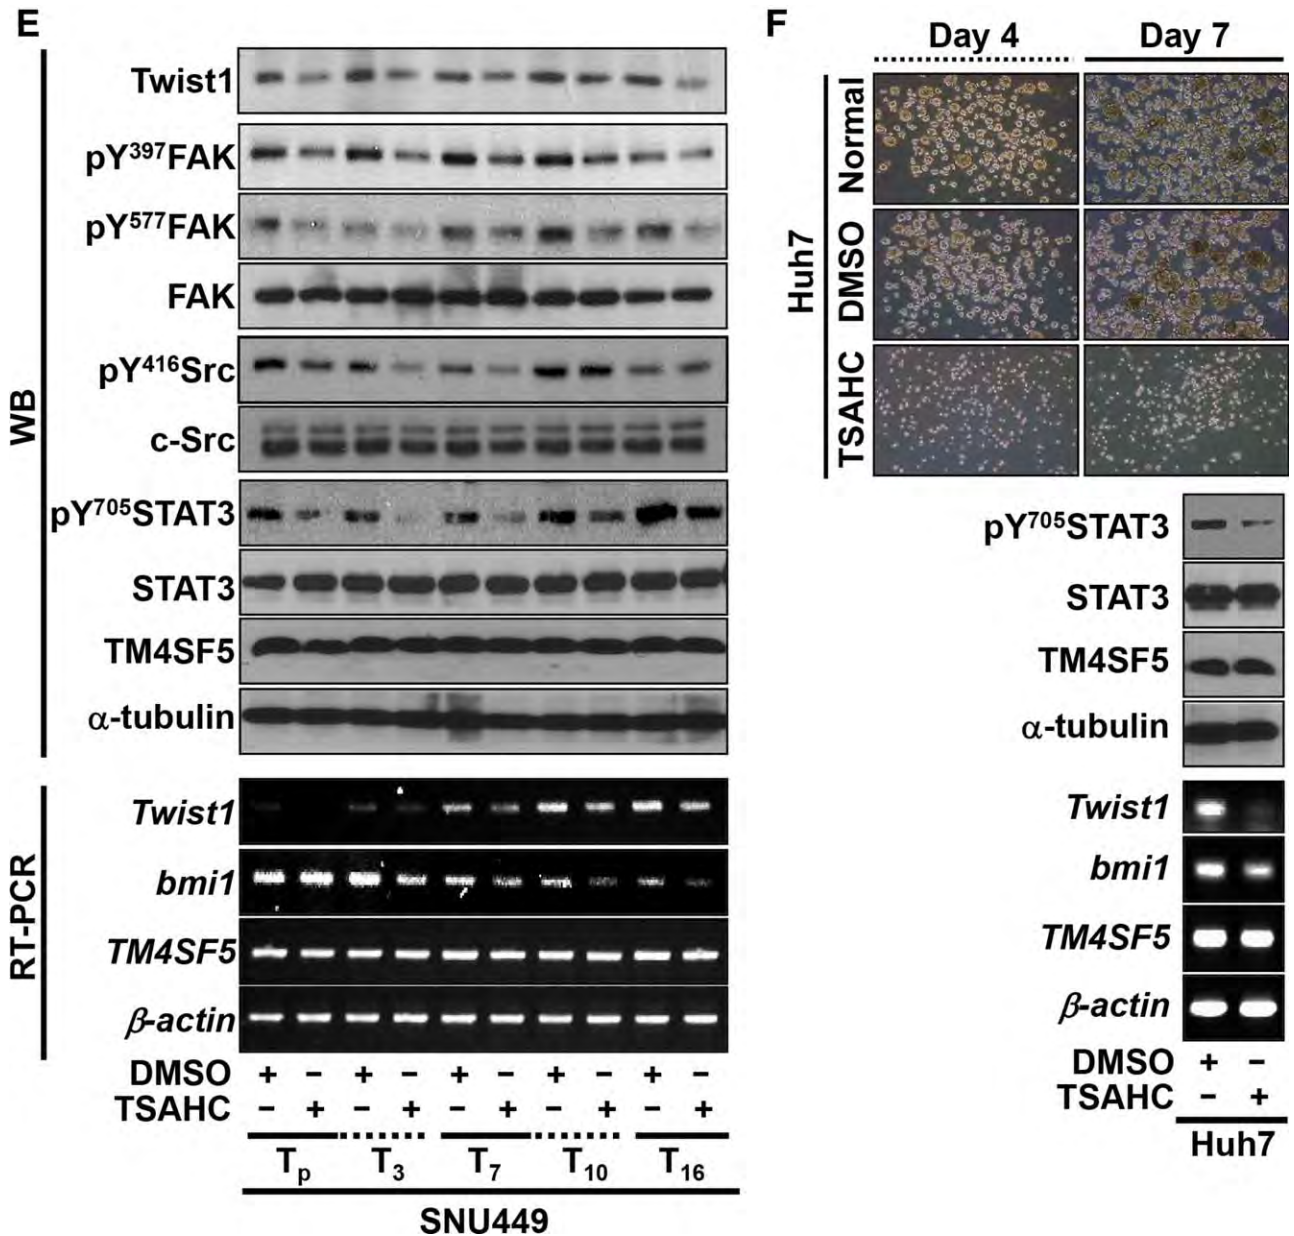 E
WB
Twist1
pY³⁹⁷FAK
pY⁵⁷⁷FAK
FAK
pY⁴¹⁶Src
c-Src
pY⁷⁰⁵STAT3
STAT3
TM4SF5
α-tubulin
RT-PCR
Twist1
bmi1
TM4SF5
β-actin
DMSO + − + − + − + − + −
TSAHC − + − + − + − + − +
Tₚ T₃ T₇ T₁₀ T₁₆
SNU449
F
Day 4 Day 7
Huh7
Normal
DMSO
TSAHC
pY⁷⁰⁵STAT3
STAT3
TM4SF5
α-tubulin
Twist1
bmi1
TM4SF5
β-actin
DMSO + −
TSAHC − +
Huh7